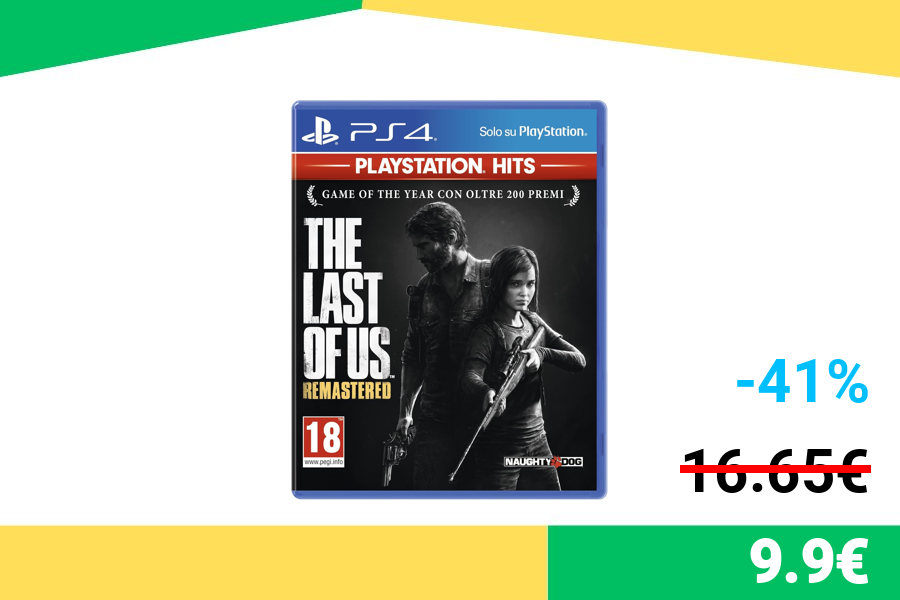 PS4
Solo su PlayStation.
PLAYSTATION HITS
GAME OF THE YEAR CON OLTRE 200 PREMI
THE
LAST
OF US
REMASTERED
18
www.pegi.info
NAUGHTY DOG
-41%
16.65€
9.9€